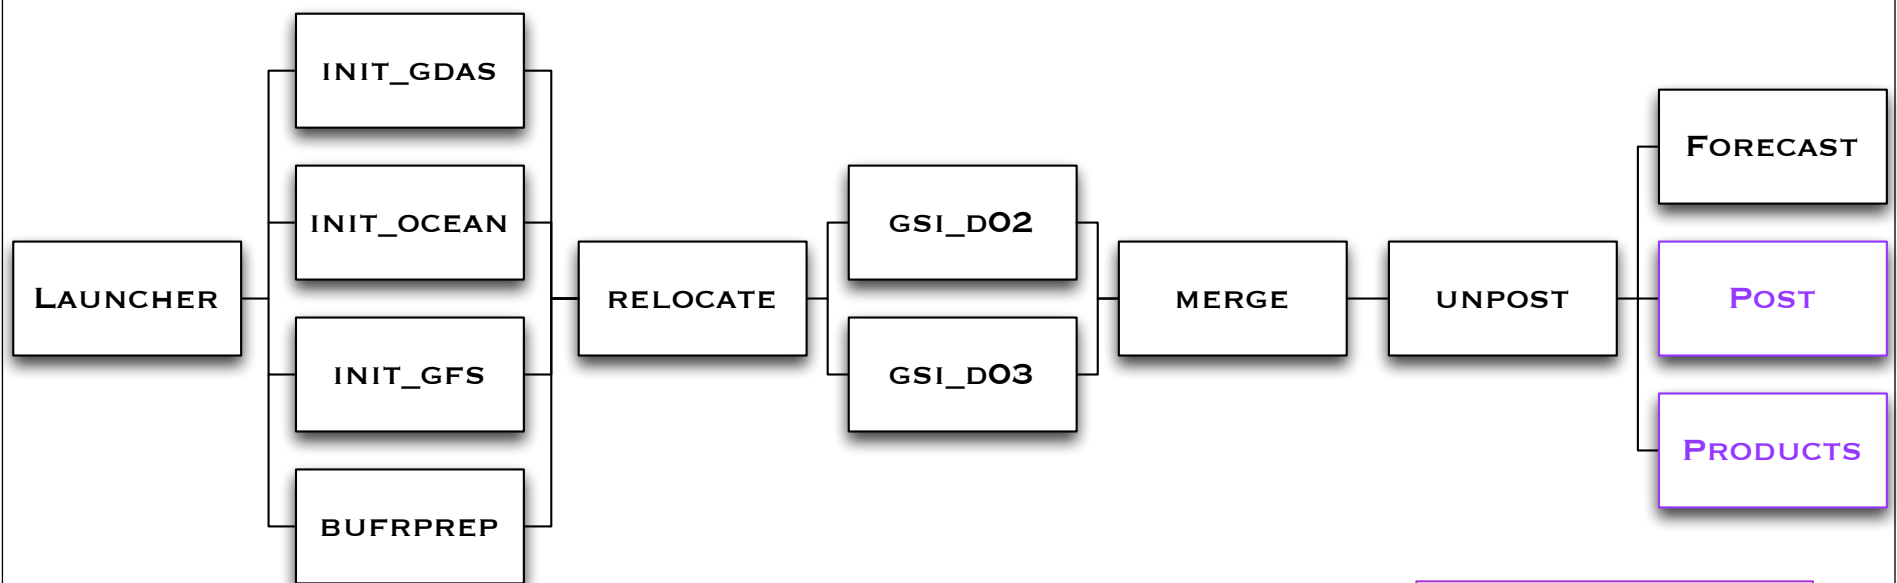 Launcher
INIT_GDAS
INIT_OCEAN
INIT_GFS
BUFRPREP
RELOCATE
GSI_D02
GSI_D03
MERGE
UNPOST
Forecast
Post
Products